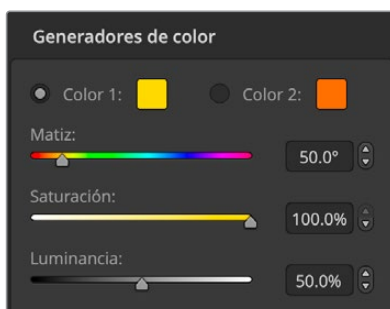 Generadores de color
Color 1: Color 2:
Matiz:
50.0°
Saturación:
100.0%
Luminancia:
50.0%